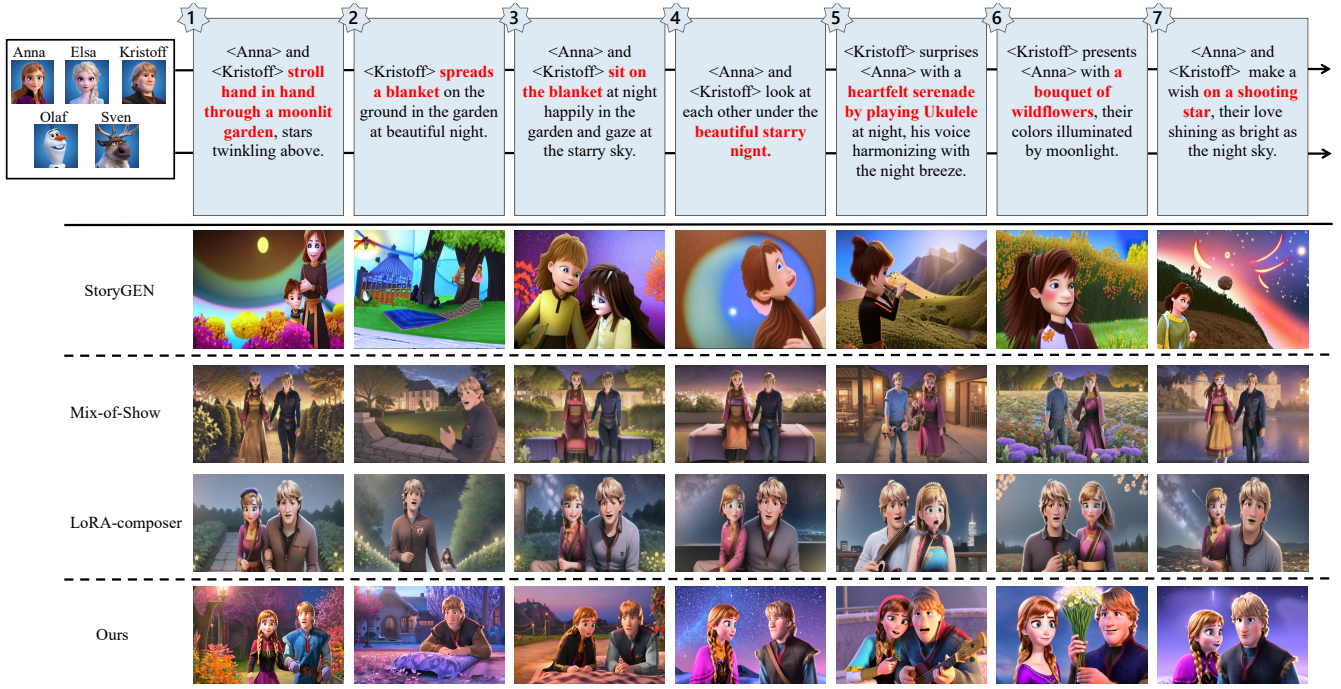 1
2
3
4
5
6
7
Anna
Elsa
Kristoff
Olaf
Sven
<Anna> and
<Kristoff> stroll
hand in hand
through a moonlit
garden, stars
twinkling above.
<Kristoff> spreads
a blanket on the
ground in the garden
at beautiful night.
<Anna> and
<Kristoff> sit on
the blanket at night
happily in the
garden and gaze at
the starry sky.
<Anna> and
<Kristoff> look at
each other under the
beautiful starry
nignt.
<Kristoff> surprises
<Anna> with a
heartfelt serenade
by playing Ukulele
at night, his voice
harmonizing with
the night breeze.
<Kristoff> presents
<Anna> with a
bouquet of
wildflowers, their
colors illuminated
by moonlight.
<Anna> and
<Kristoff> make a
wish on a shooting
star, their love
shining as bright as
the night sky.
StoryGEN
Mix-of-Show
LoRA-composer
Ours